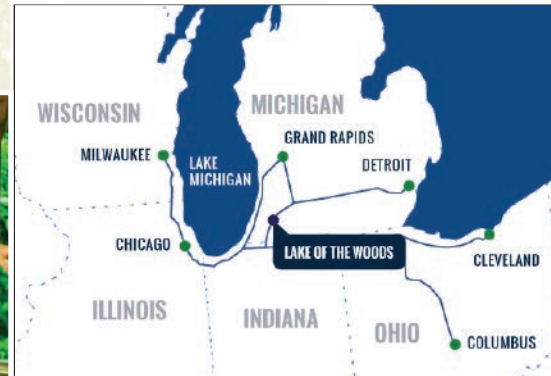 WISCONSIN
MICHIGAN
GRAND RAPIDS
MILWAUKEE
LAKE
MICHIGAN
DETROIT
CHICAGO
LAKE OF THE WOODS
CLEVELAND
ILLINOIS
INDIANA
OHIO
COLUMBUS